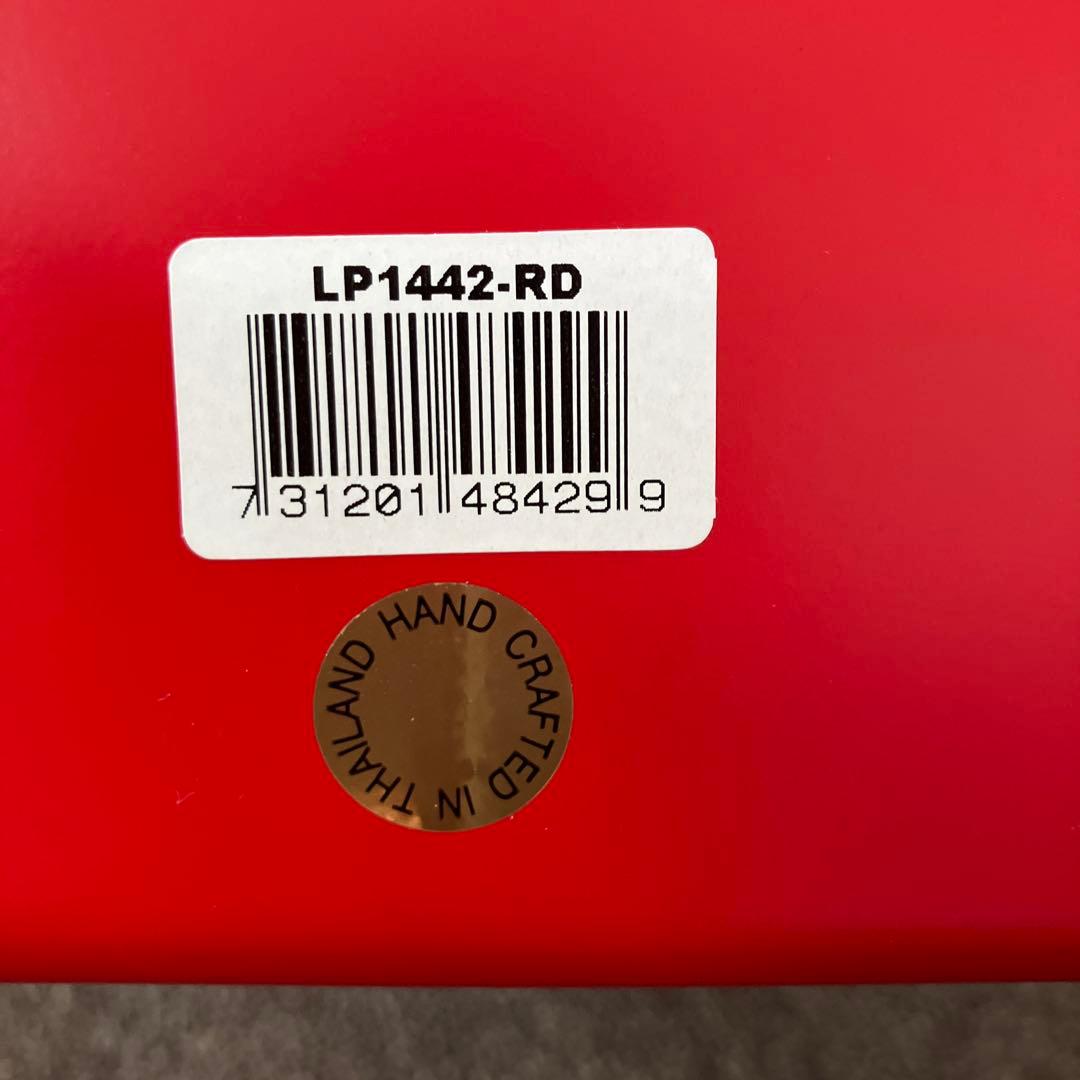 LP1442-RD
7 31201 48429 9
HAND CRAFTED IN THAILAND